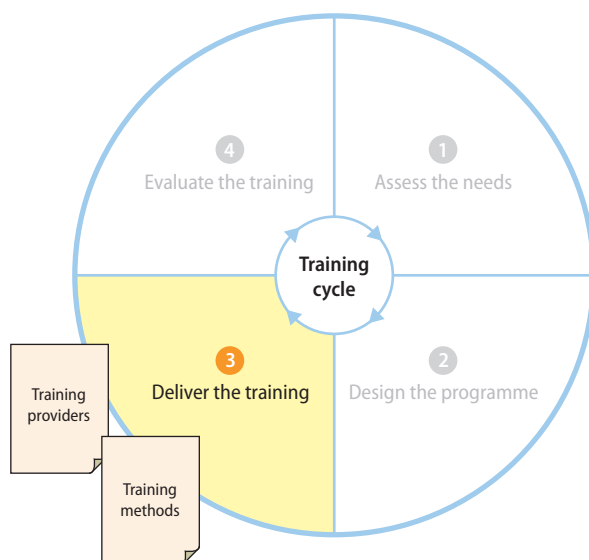 4
Evaluate the training
1
Assess the needs
Training
cycle
3
Deliver the training
2
Design the programme
Training
providers
Training
methods